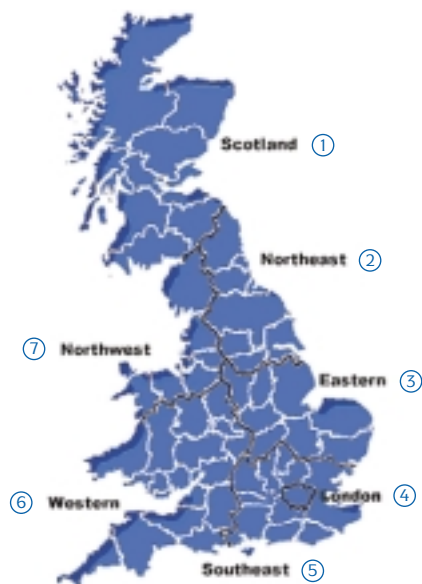 Scotland ①
Northeast ②
⑦ Northwest
Eastern ③
⑥ Western
London ④
Southeast ⑤